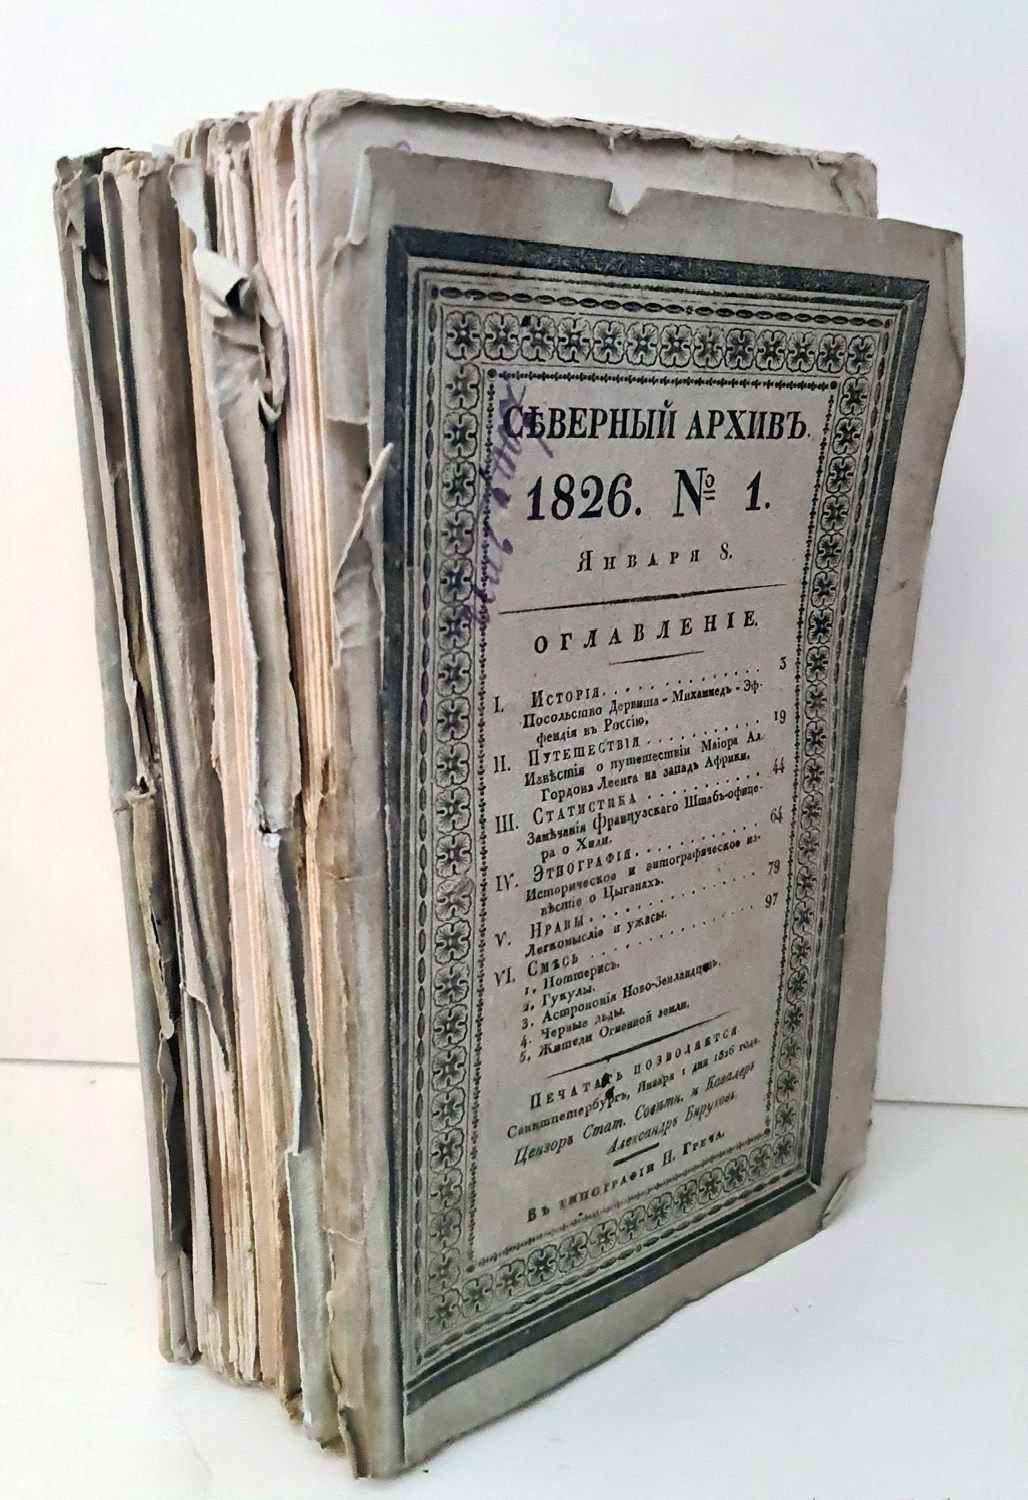 СѢВЕРНЫЙ АРХИВЪ.
1826. № 1.
Января 8.
ОГЛАВЛЕНІЕ.
I. Исторія. . . . . . . . . . . . . 3
Посольство Дервиша-Михаммедъ-Эф-
фендія въ Россію.
II. Путешествія . . . . . . . . . . 19
Извѣстія о путешествіи Маіора Ал.
Гордона Леенга на западъ Африки.
III. Статистика . . . . . . . . . . 44
Замѣчанія Французскаго Штабъ-офице-
ра о Хили.
IV. Этнографія. . . . . . . . . . . 64
Историческое и этнографическое из-
вѣстіе о Цыганахъ.
V. Нравы . . . . . . . . . . . . . 79
Легкомысліе и ужасы.
VI. Смѣсь . . . . . . . . . . . . . 97
1, Поттерисъ.
2, Гукулы.
3, Астрономія Ново-Зеландцовъ.
4. Черные льды.
5, Жители Огненной земли.
Печатать позволяется
Санктпетербургъ, Января 1 дня 1826 года.
Цензоръ Стат. Совѣтн. и Кавалеръ
Александръ Бируковъ.
Въ типографіи Н. Греча.